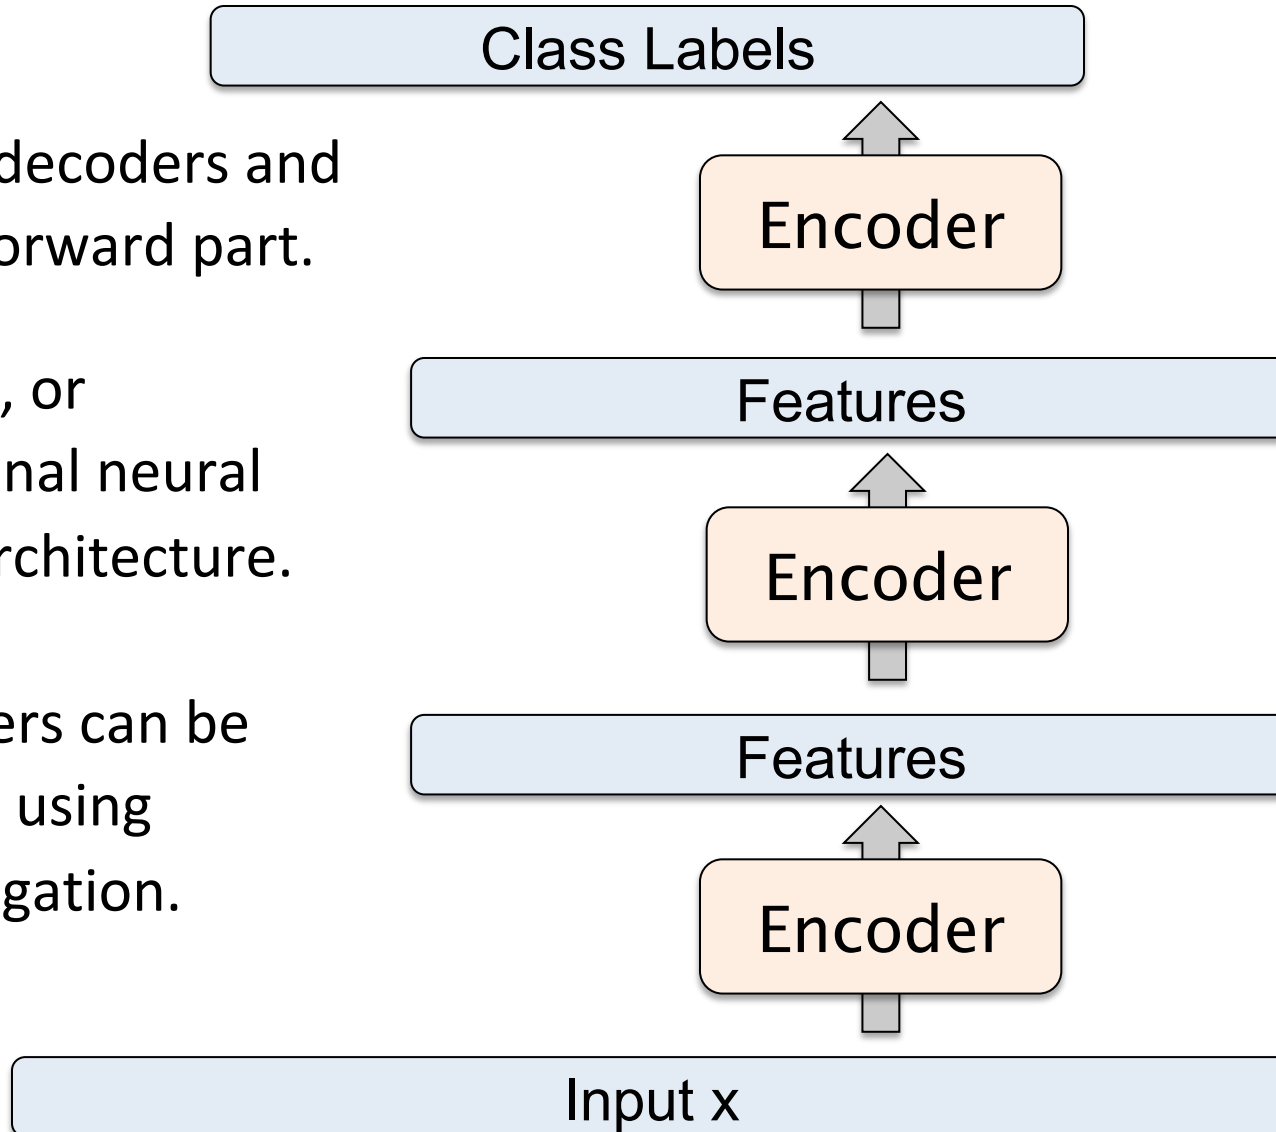 Class Labels
decoders and
orward part.
Encoder
, or
nal neural
rchitecture.
Features
Encoder
ers can be
using
gation.
Features
Encoder
Input x